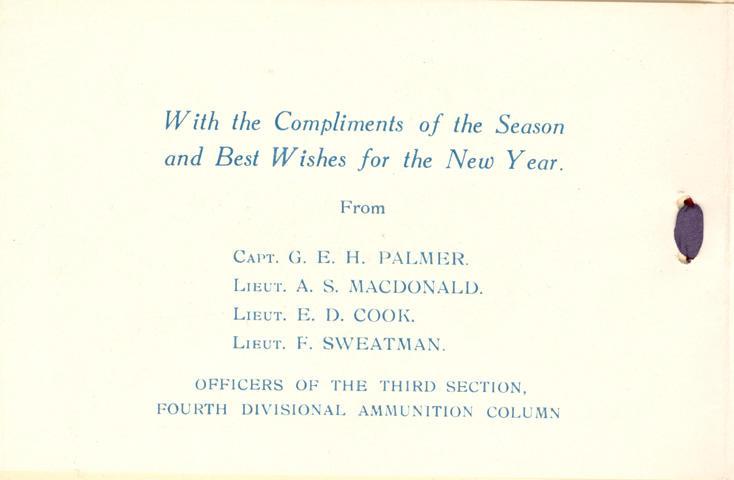 With the Compliments of the Season
and Best Wishes for the New Year.
From
CAPT. G. E. H. PALMER.
LIEUT. A. S. MACDONALD.
LIEUT. E. D. COOK.
LIEUT. F. SWEATMAN.
OFFICERS OF THE THIRD SECTION,
FOURTH DIVISIONAL AMMUNITION COLUMN